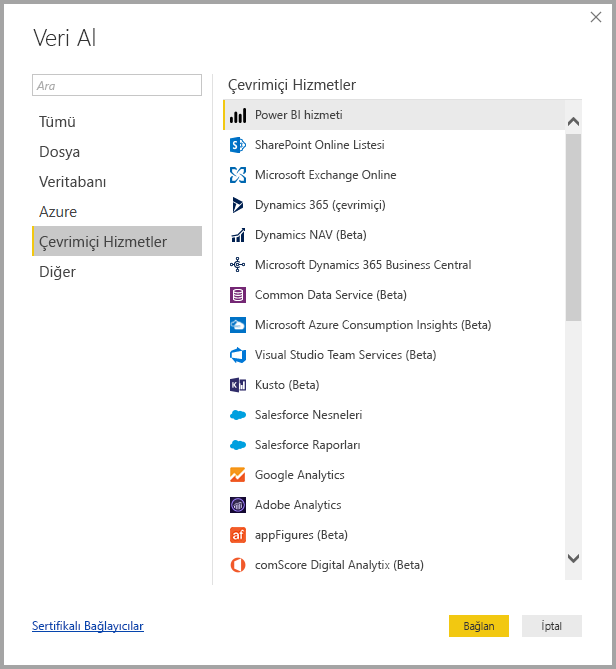 Veri Al
Ara
Tümü
Dosya
Veritabanı
Azure
Çevrimiçi Hizmetler
Diğer
Çevrimiçi Hizmetler
Power BI hizmeti
SharePoint Online Listesi
Microsoft Exchange Online
Dynamics 365 (çevrimiçi)
Dynamics NAV (Beta)
Microsoft Dynamics 365 Business Central
Common Data Service (Beta)
Microsoft Azure Consumption Insights (Beta)
Visual Studio Team Services (Beta)
Kusto (Beta)
Salesforce Nesneleri
Salesforce Raporları
Google Analytics
Adobe Analytics
appFigures (Beta)
comScore Digital Analytix (Beta)
Sertifikalı Bağlayıcılar
Bağlan
İptal